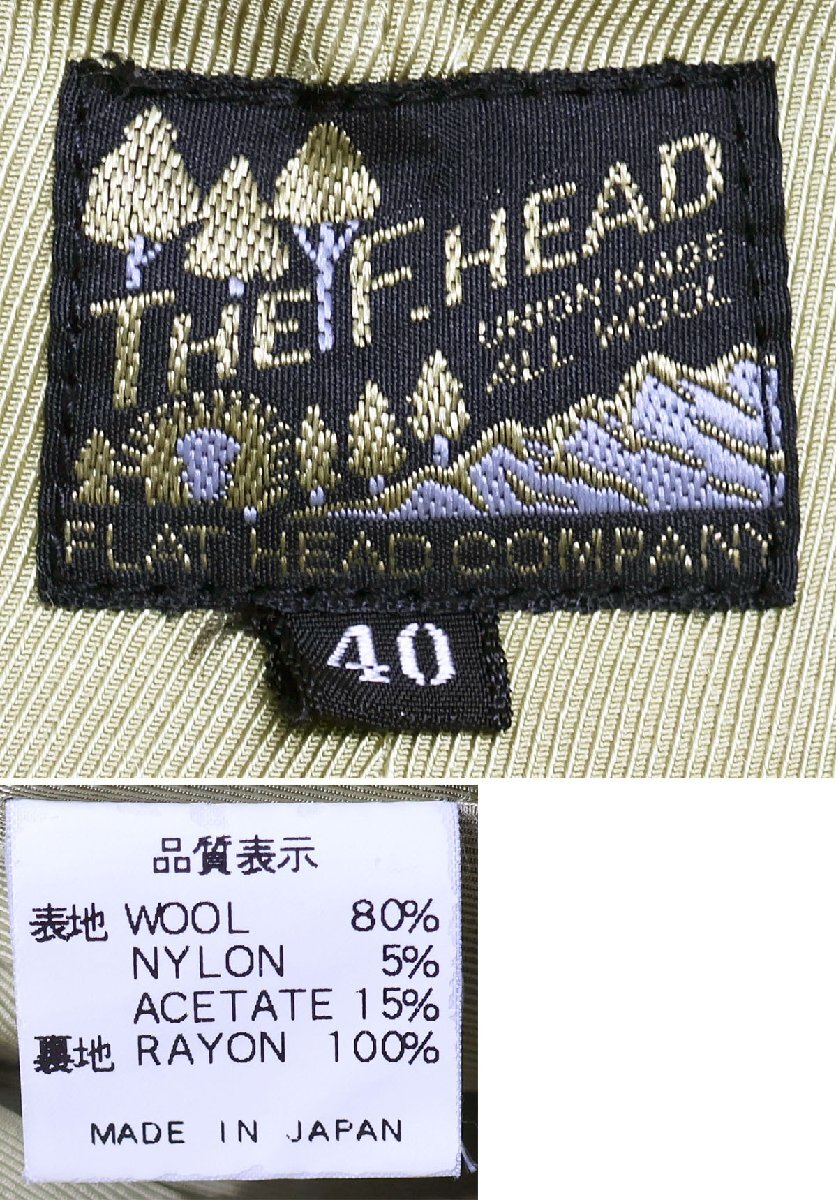 THE F.HEAD
UNION MADE
ALL WOOL
FLAT HEAD COMPANY
40
品質表示
表地 WOOL 80%
NYLON 5%
ACETATE 15%
裏地 RAYON 100%
MADE IN JAPAN